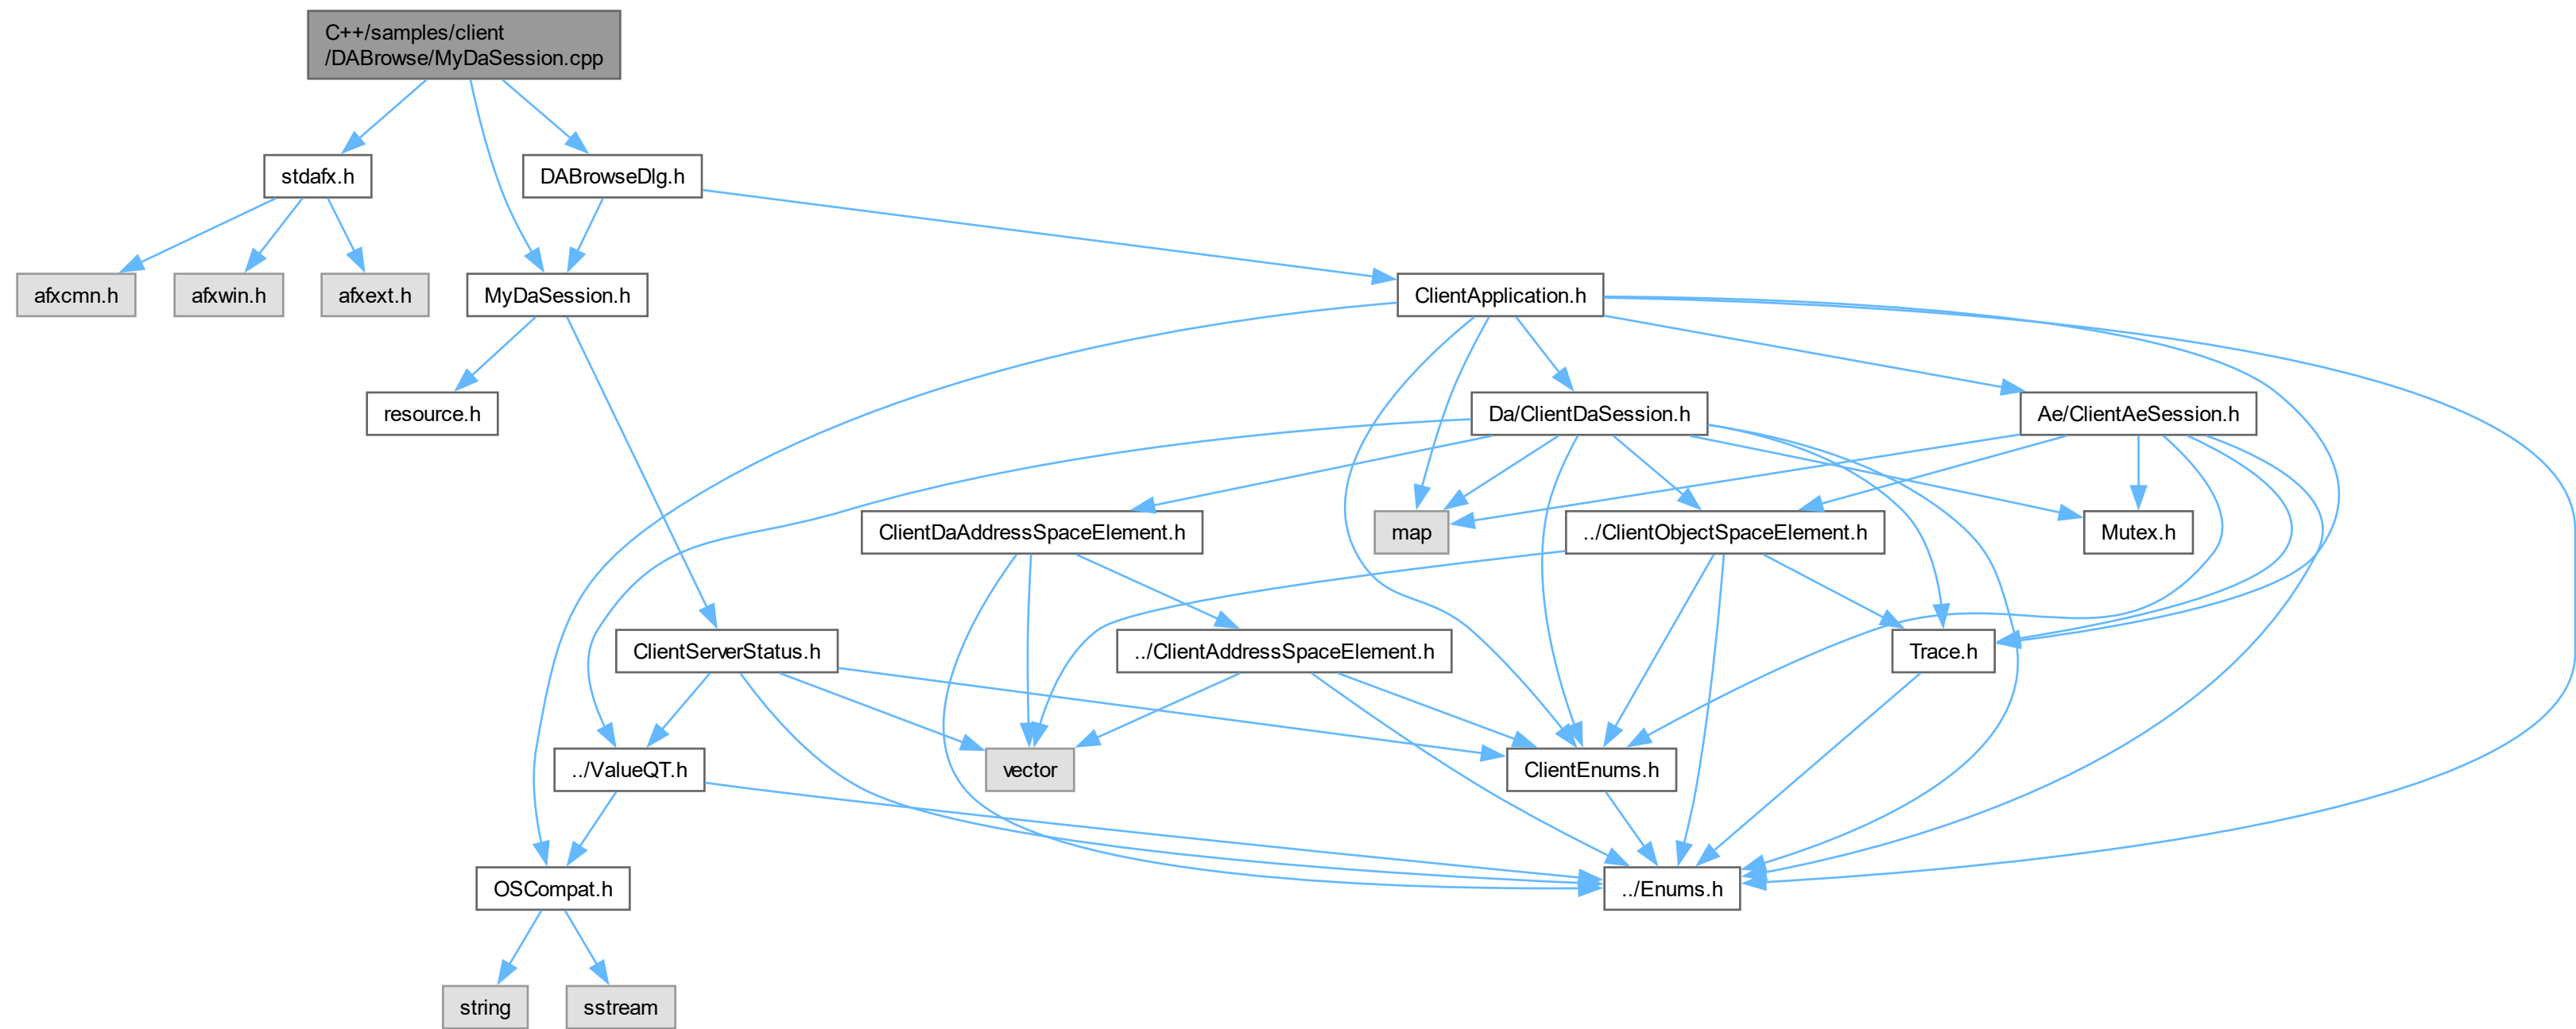 C++/samples/client
/DABrowse/MyDaSession.cpp
stdafx.h
DABrowseDlg.h
afxcmn.h
afxwin.h
afxext.h
MyDaSession.h
ClientApplication.h
resource.h
Da/ClientDaSession.h
Ae/ClientAeSession.h
ClientDaAddressSpaceElement.h
map
../ClientObjectSpaceElement.h
Mutex.h
ClientServerStatus.h
../ClientAddressSpaceElement.h
Trace.h
../ValueQT.h
vector
ClientEnums.h
OSCompat.h
../Enums.h
string
sstream